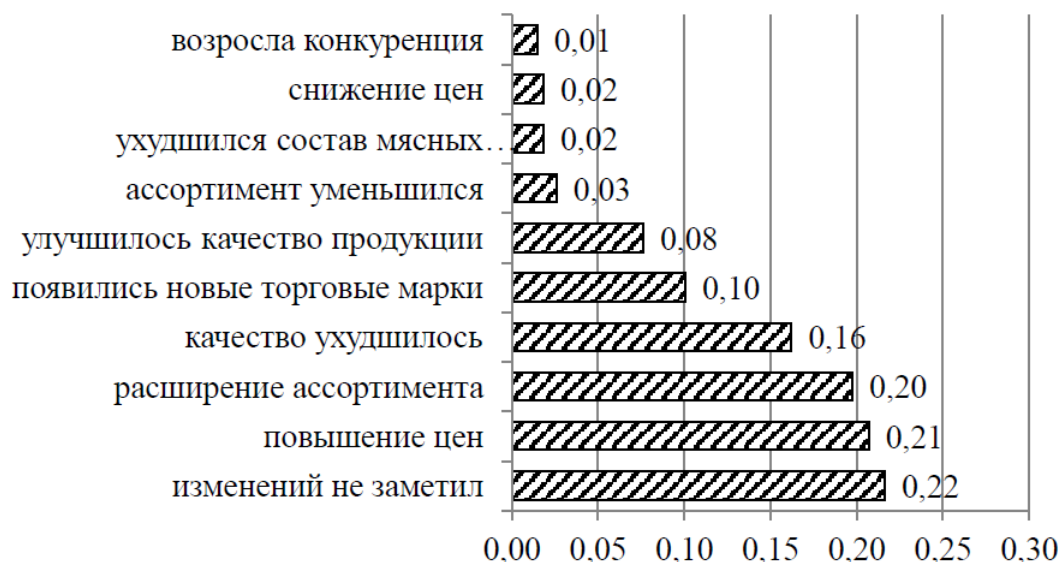 возросла конкуренция 0,01
снижение цен 0,02
ухудшился состав мясных… 0,02
ассортимент уменьшился 0,03
улучшилось качество продукции 0,08
появились новые торговые марки 0,10
качество ухудшилось 0,16
расширение ассортимента 0,20
повышение цен 0,21
изменений не заметил 0,22
0,00 0,05 0,10 0,15 0,20 0,25 0,30